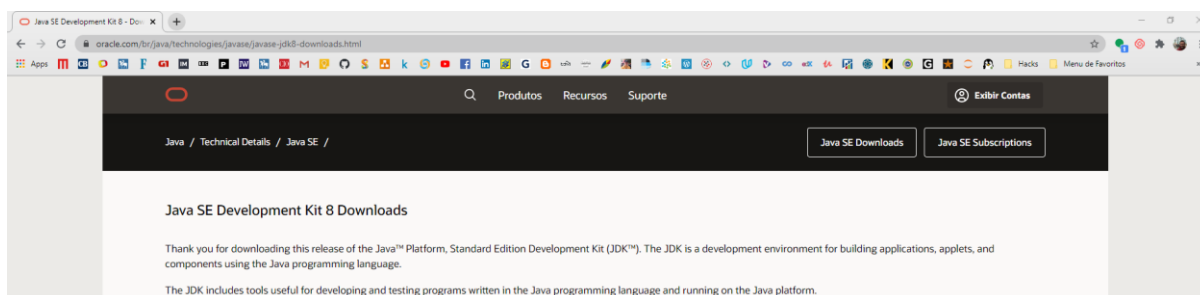 Java SE Development Kit 8 - Dow
oracle.com/br/java/technologies/javase/javase-jdk8-downloads.html
Apps
Hacks
Menu de Favoritos
Produtos Recursos Suporte
Exibir Contas
Java / Technical Details / Java SE /
Java SE Downloads
Java SE Subscriptions
Java SE Development Kit 8 Downloads
Thank you for downloading this release of the Java™ Platform, Standard Edition Development Kit (JDK™). The JDK is a development environment for building applications, applets, and
components using the Java programming language.
The JDK includes tools useful for developing and testing programs written in the Java programming language and running on the Java platform.